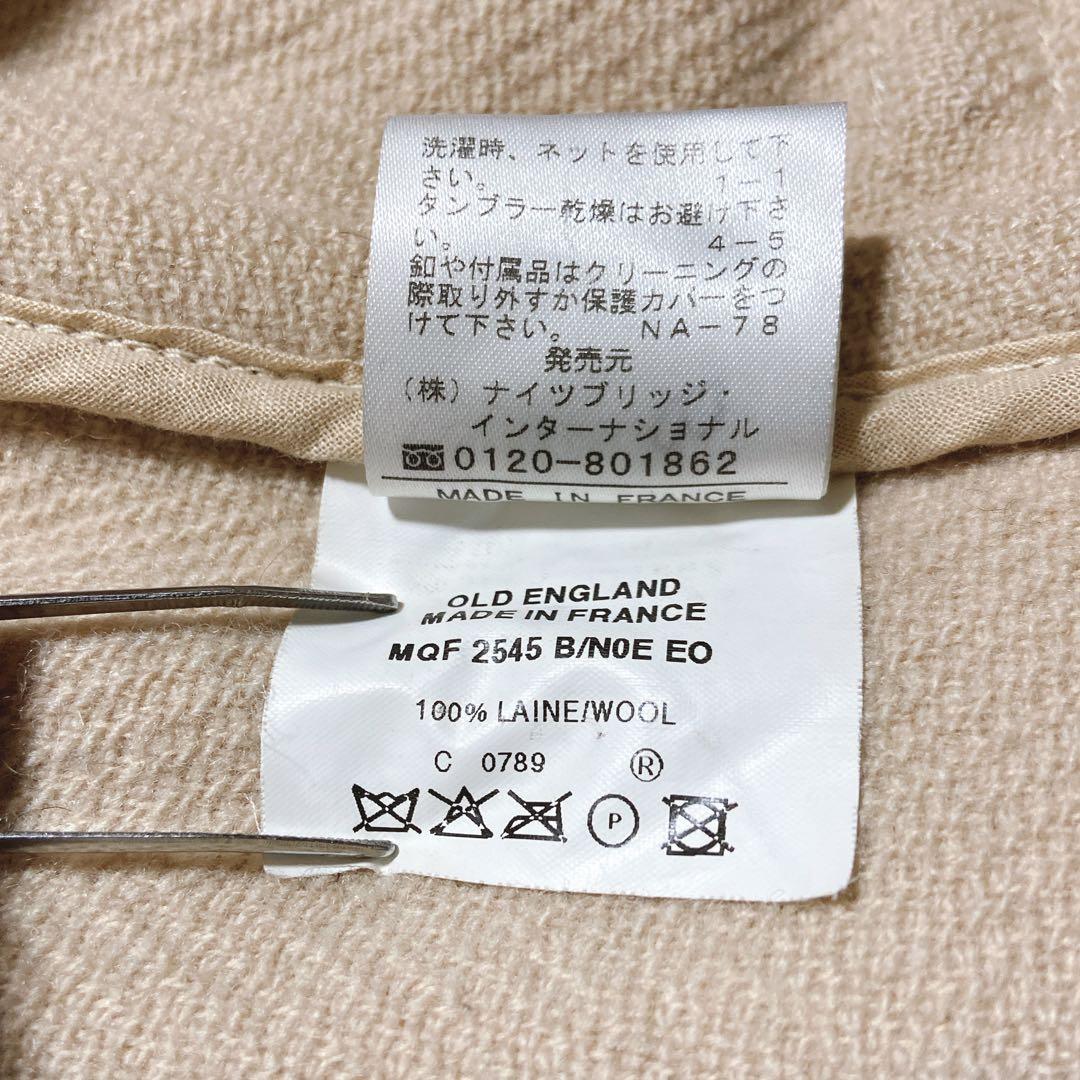 洗濯時、ネットを使用して下
さい。 1-1
タンブラー乾燥はお避け下さ
い。 4-5
釦や付属品はクリーニングの
際取り外すか保護カバーをつ
けて下さい。 NA-78
発売元
（株）ナイツブリッジ・
インターナショナル
0120-801862
MADE IN FRANCE
OLD ENGLAND
MADE IN FRANCE
MQF 2545 B/N0E EO
100% LAINE/WOOL
C 0789 ®
P